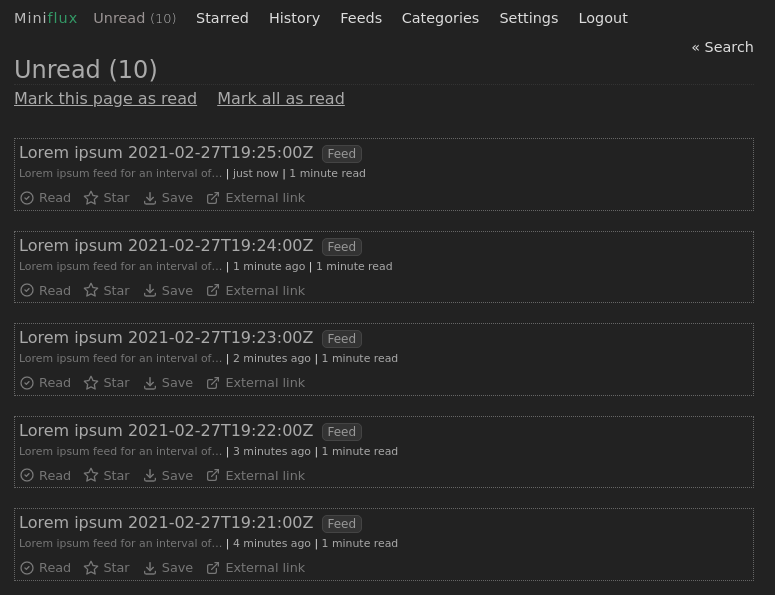 Miniflux Unread (10) Starred History Feeds Categories Settings Logout
« Search
Unread (10)
Mark this page as read Mark all as read
Lorem ipsum 2021-02-27T19:25:00Z Feed
Lorem ipsum feed for an interval of… | just now | 1 minute read
Read Star Save External link
Lorem ipsum 2021-02-27T19:24:00Z Feed
Lorem ipsum feed for an interval of… | 1 minute ago | 1 minute read
Read Star Save External link
Lorem ipsum 2021-02-27T19:23:00Z Feed
Lorem ipsum feed for an interval of… | 2 minutes ago | 1 minute read
Read Star Save External link
Lorem ipsum 2021-02-27T19:22:00Z Feed
Lorem ipsum feed for an interval of… | 3 minutes ago | 1 minute read
Read Star Save External link
Lorem ipsum 2021-02-27T19:21:00Z Feed
Lorem ipsum feed for an interval of… | 4 minutes ago | 1 minute read
Read Star Save External link